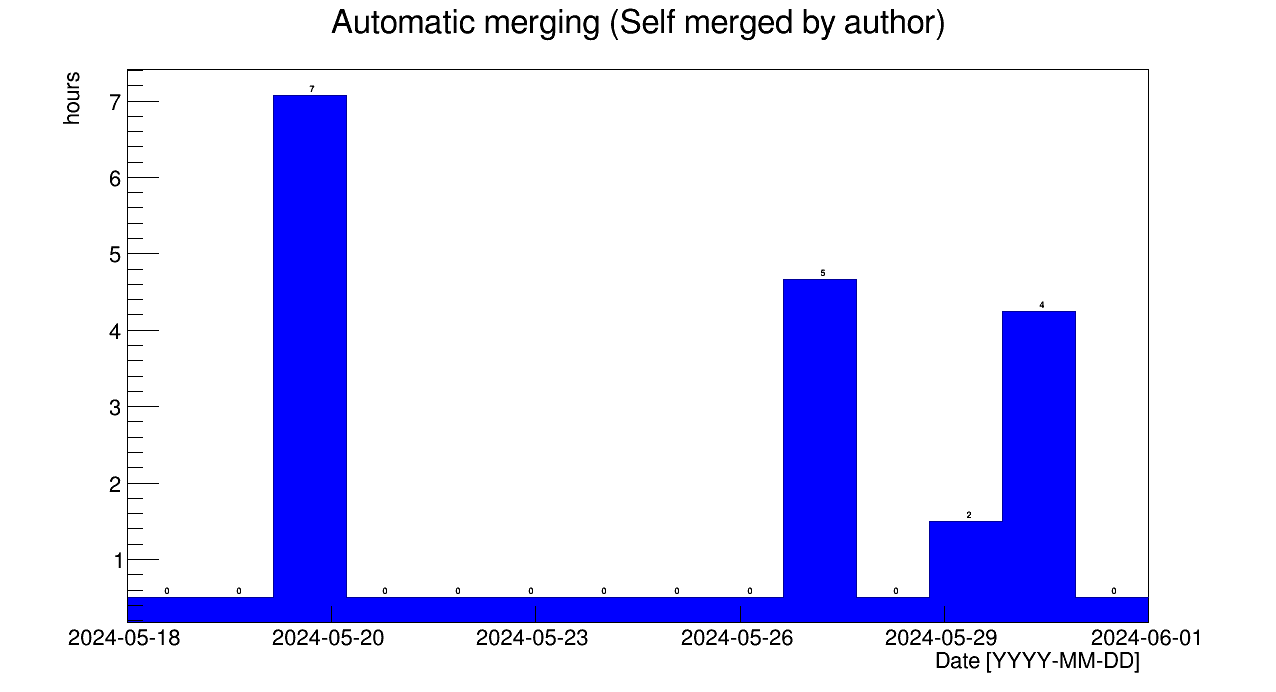 Automatic merging (Self merged by author)
hours
7
6
5
4
3
2
1
7
5
4
2
0 0 0 0 0 0 0 0 0 0
2024-05-18 2024-05-20 2024-05-23 2024-05-26 2024-05-29 2024-06-01
Date [YYYY-MM-DD]